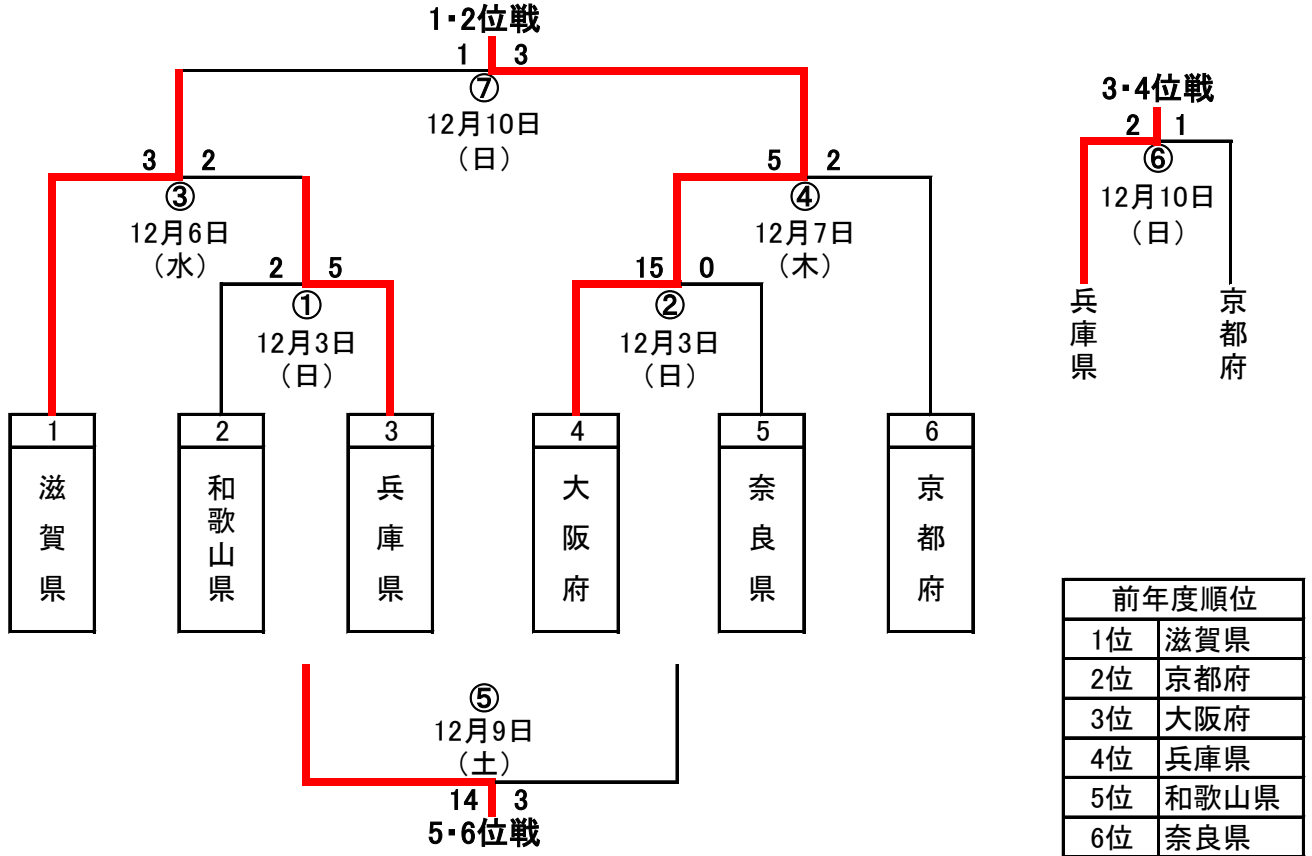 1・2位戦
1 3
⑦
12月10日
（日）
3・4位戦
2 1
⑥
12月10日
（日）
兵庫県
京都府
3 2
③
12月6日
（水）
5 2
④
12月7日
（木）
2 5
①
12月3日
（日）
15 0
②
12月3日
（日）
1 2 3 4 5 6
滋賀県
和歌山県
兵庫県
大阪府
奈良県
京都府
⑤
12月9日
（土）
14 3
5・6位戦
前年度順位
1位 滋賀県
2位 京都府
3位 大阪府
4位 兵庫県
5位 和歌山県
6位 奈良県